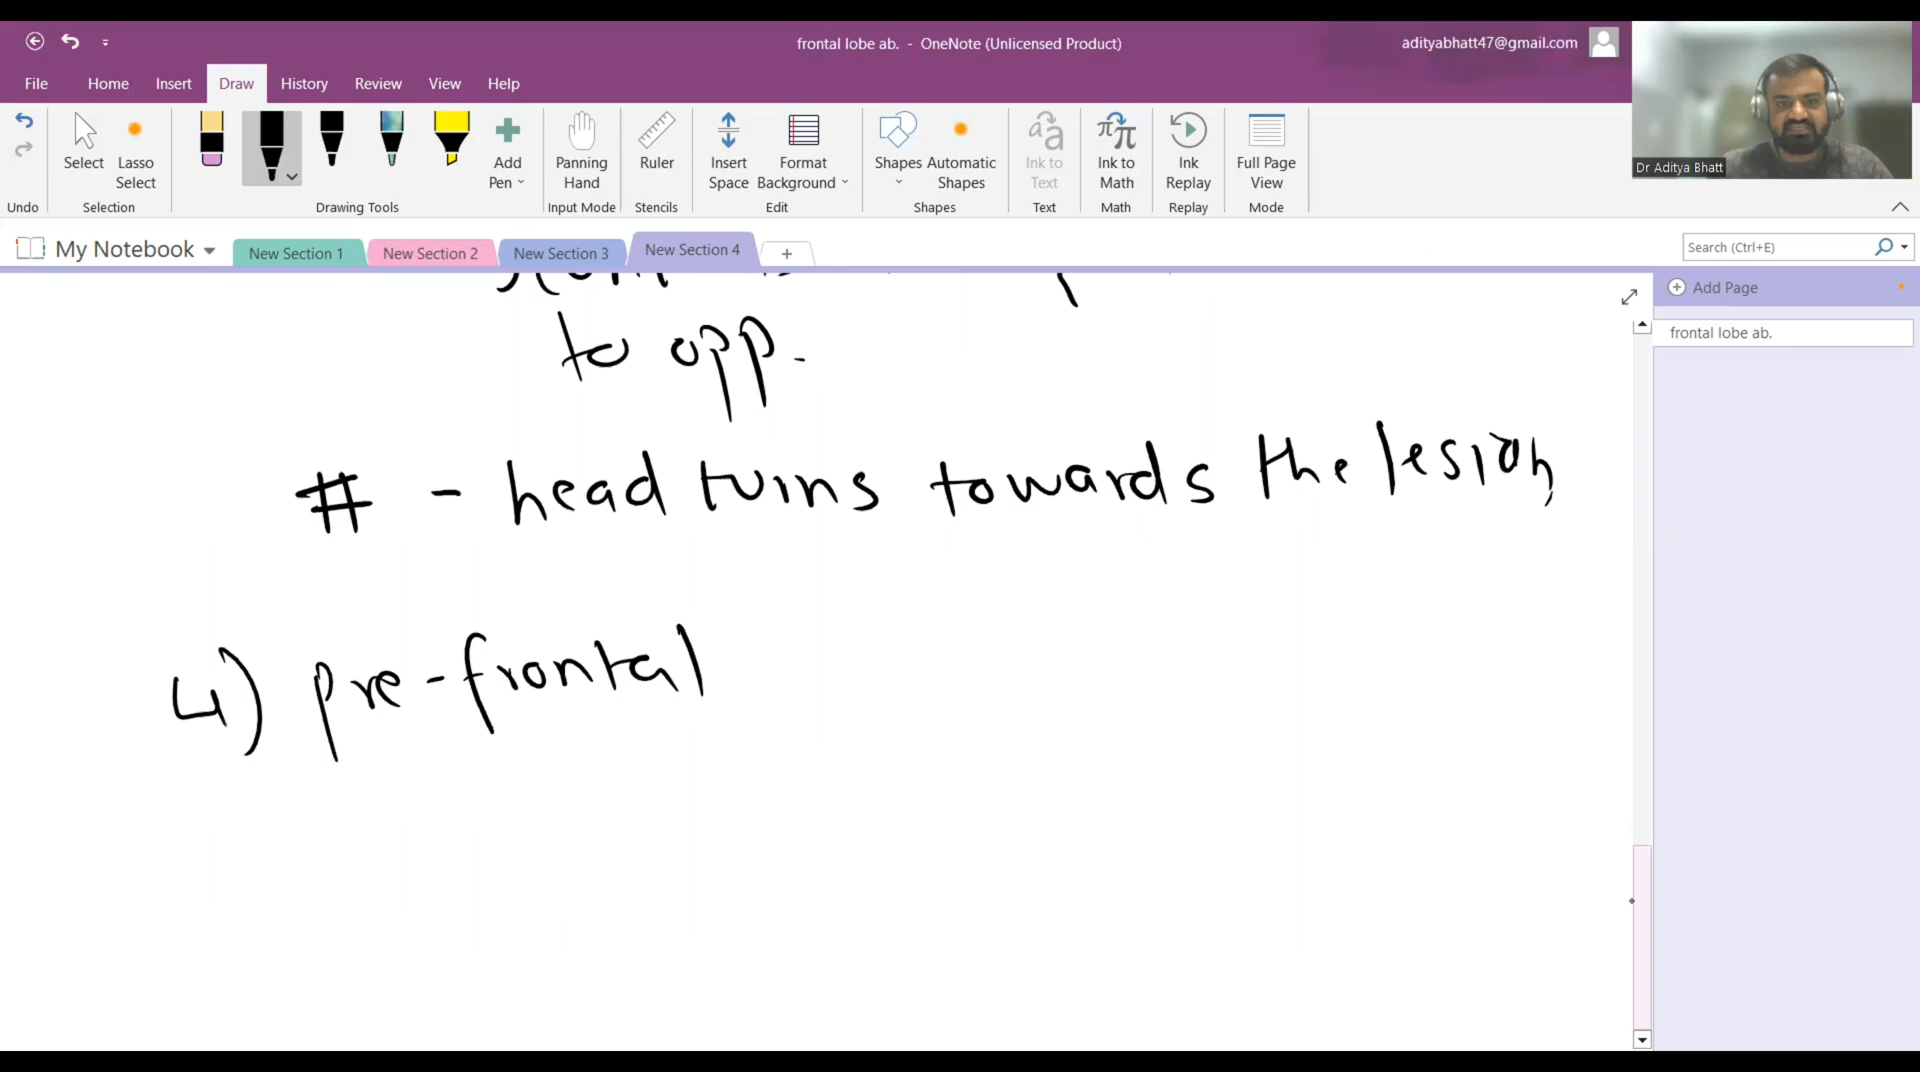 frontal lobe ab. - OneNote (Unlicensed Product)
adityabhatt47@gmail.com
File Home Insert Draw History Review View Help
Select
Lasso Select
Add Pen
Panning Hand
Ruler
Insert Space
Format Background
Shapes
Automatic Shapes
Ink to Text
Ink to Math
Ink Replay
Full Page View
Undo Selection Drawing Tools Input Mode Stencils Edit Shapes Text Math Replay Mode
Dr Aditya Bhatt
My Notebook New Section 1 New Section 2 New Section 3 New Section 4
Search (Ctrl+E)
Add Page
frontal lobe ab.
to opp.
# - head turns towards the lesion
4) pre-frontal